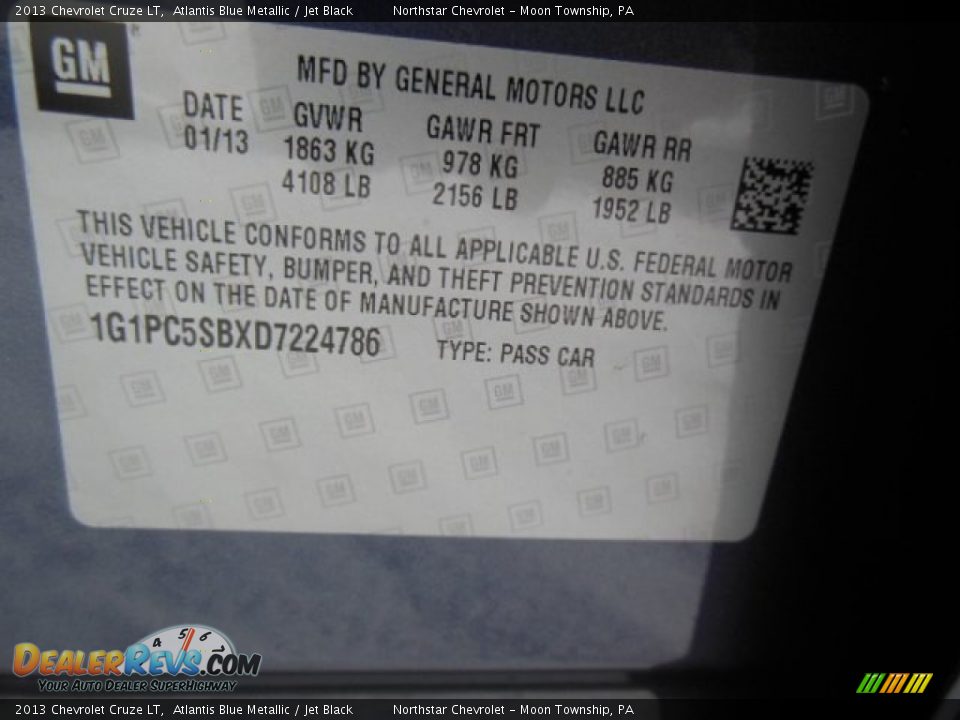 2013 Chevrolet Cruze LT, Atlantis Blue Metallic / Jet Black Northstar Chevrolet - Moon Township, PA
GM
MFD BY GENERAL MOTORS LLC
DATE GVWR GAWR FRT GAWR RR
01/13 1863 KG 978 KG 885 KG
4108 LB 2156 LB 1952 LB
THIS VEHICLE CONFORMS TO ALL APPLICABLE U.S. FEDERAL MOTOR
VEHICLE SAFETY, BUMPER, AND THEFT PREVENTION STANDARDS IN
EFFECT ON THE DATE OF MANUFACTURE SHOWN ABOVE.
1G1PC5SBXD7224786 TYPE: PASS CAR
4 5 6
DEALERREVS.COM
YOUR AUTO DEALER SUPERHIGHWAY
2013 Chevrolet Cruze LT, Atlantis Blue Metallic / Jet Black Northstar Chevrolet - Moon Township, PA